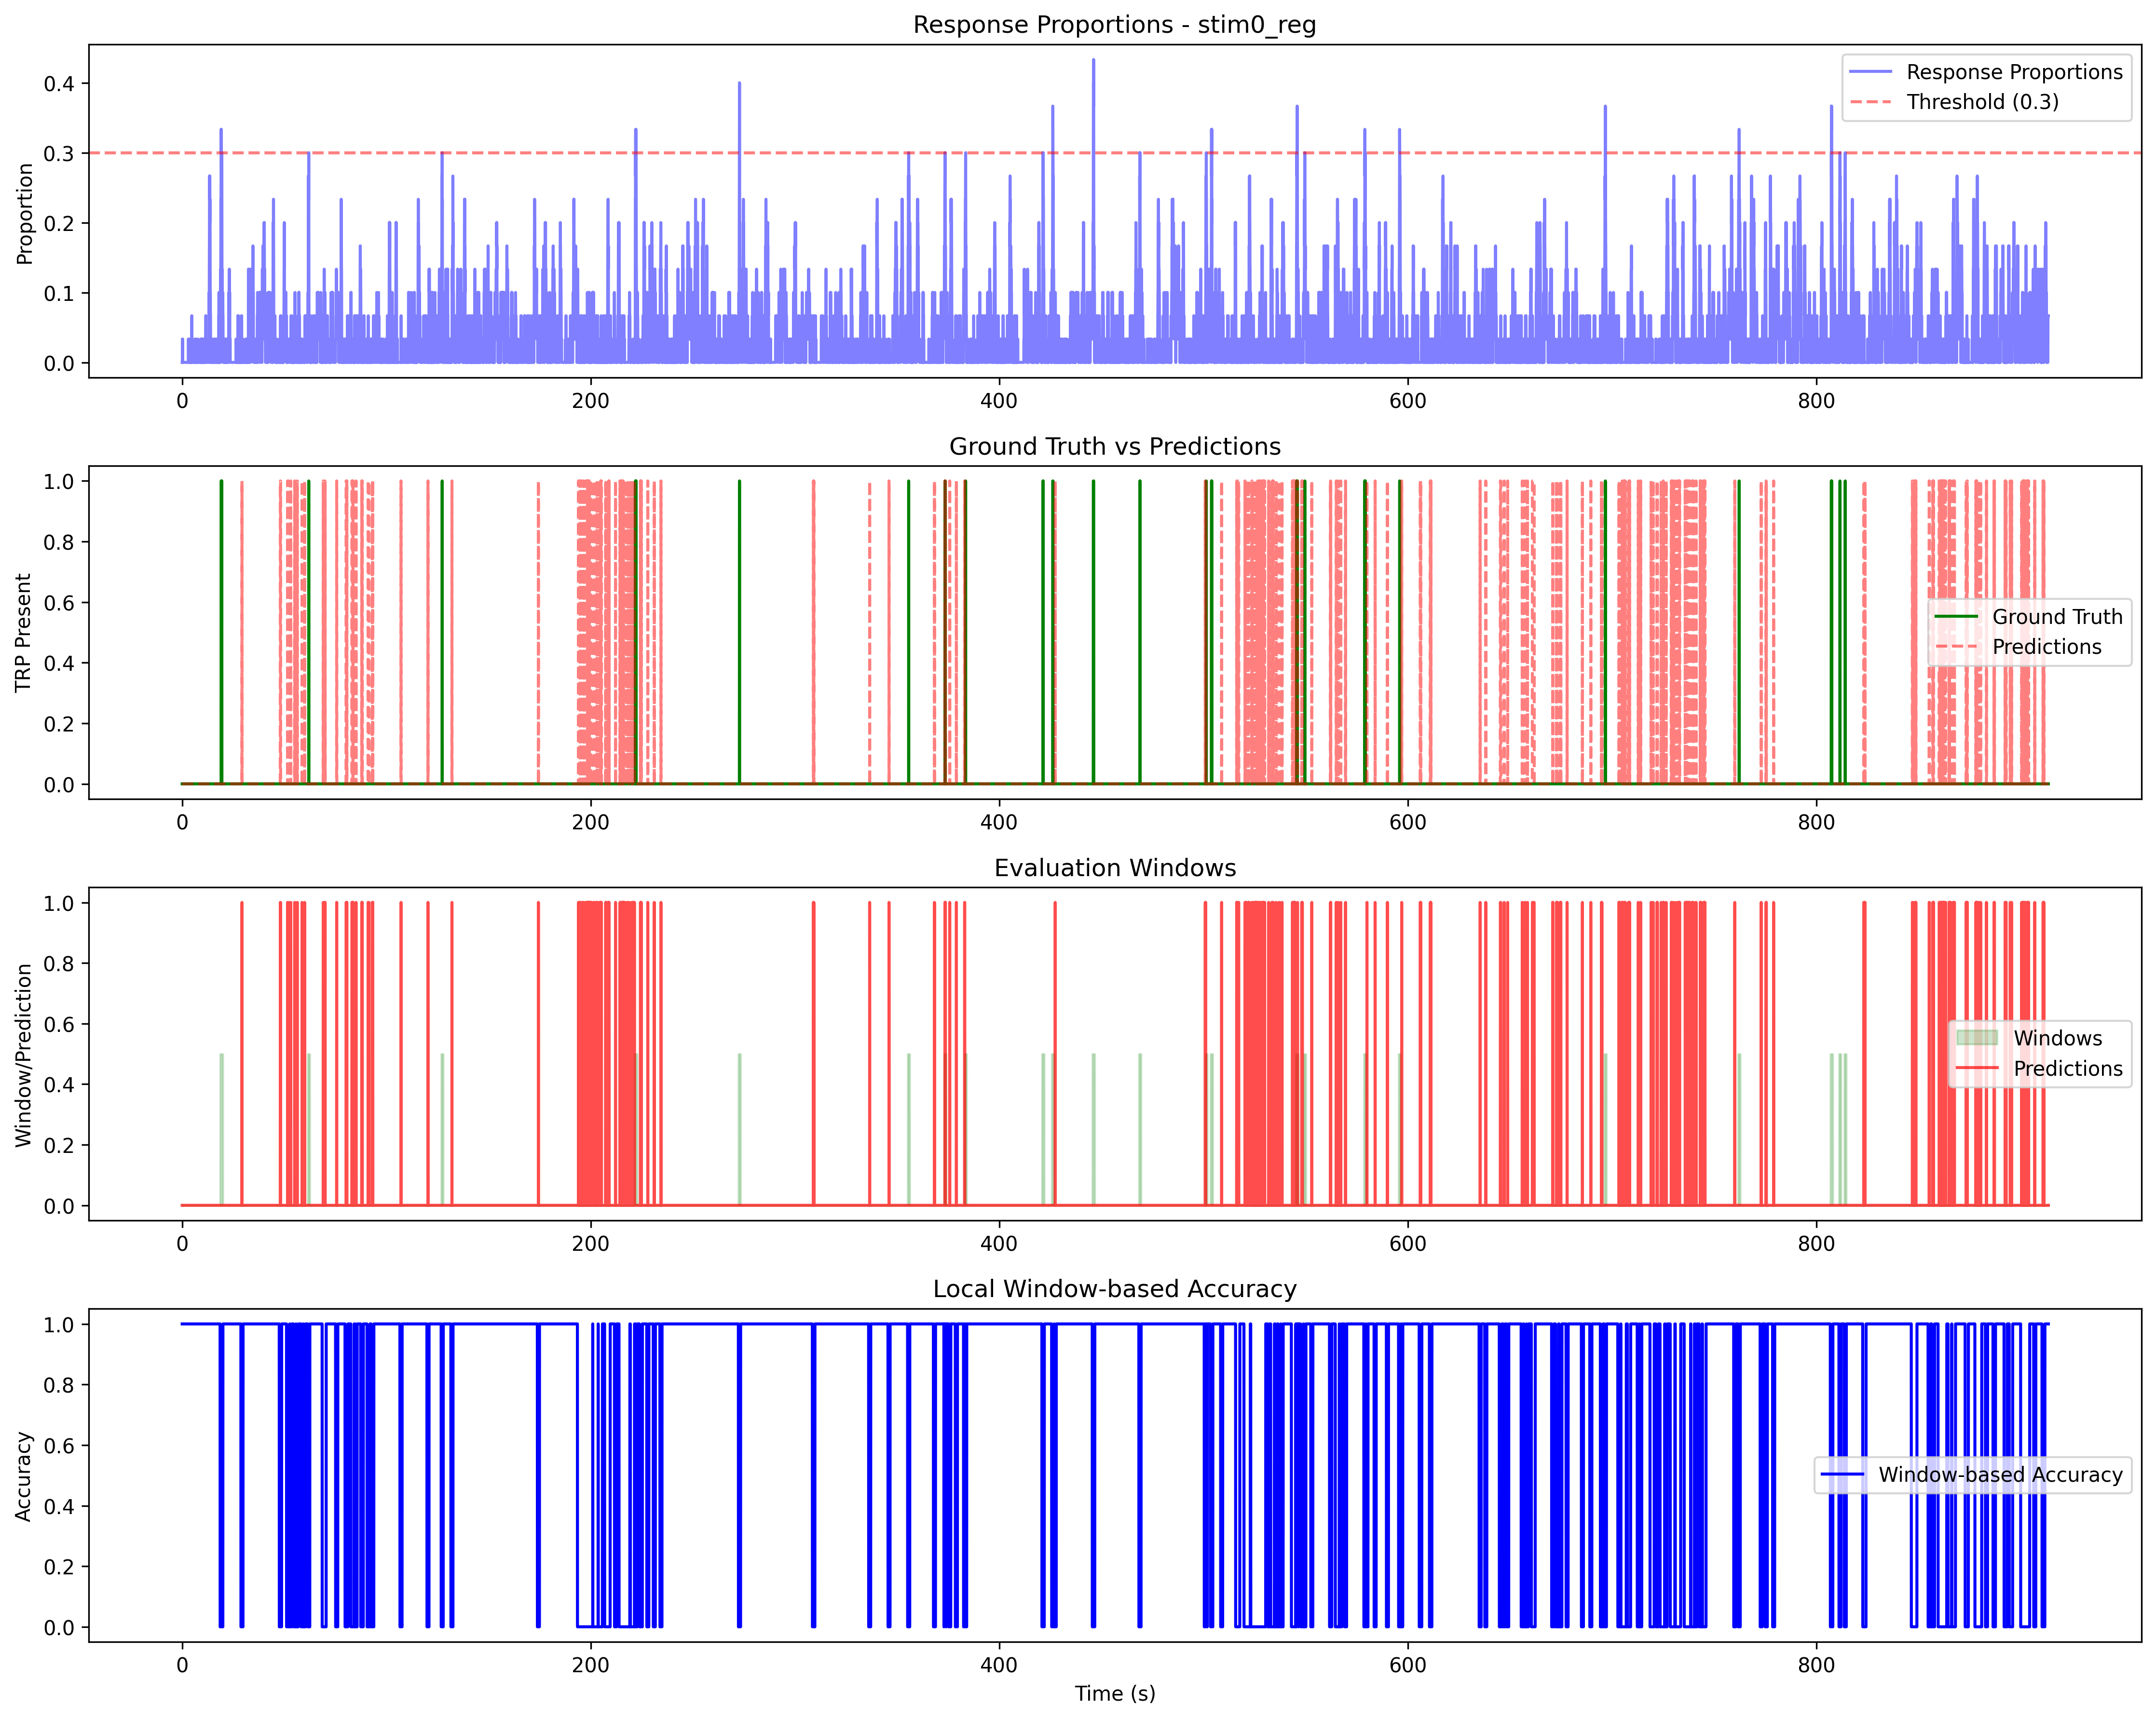 Response Proportions - stim0_reg
Proportion
0.4
0.3
0.2
0.1
0.0
Response Proportions
Threshold (0.3)
0 200 400 600 800
Ground Truth vs Predictions
TRP Present
1.0
0.8
0.6
0.4
0.2
0.0
Ground Truth
Predictions
0 200 400 600 800
Evaluation Windows
Window/Prediction
1.0
0.8
0.6
0.4
0.2
0.0
Windows
Predictions
0 200 400 600 800
Local Window-based Accuracy
Accuracy
1.0
0.8
0.6
0.4
0.2
0.0
Window-based Accuracy
0 200 400 600 800
Time (s)